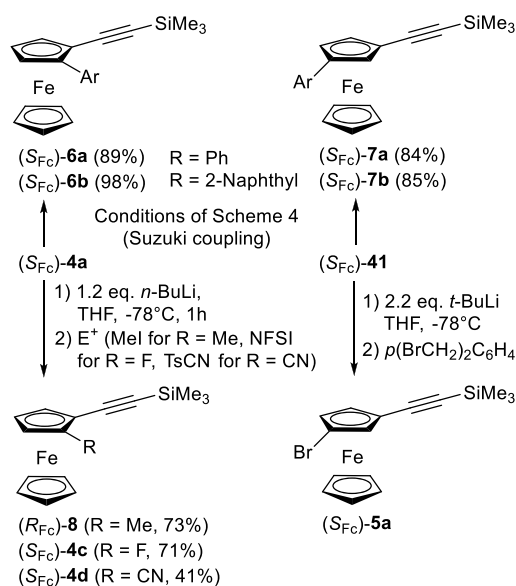 SiMe3
Ar
Fe
(SFc)-6a (89%)
(SFc)-6b (98%)
R = Ph
R = 2-Naphthyl
SiMe3
Ar
Fe
(SFc)-7a (84%)
(SFc)-7b (85%)
Conditions of Scheme 4
(Suzuki coupling)
(SFc)-4a
(SFc)-41
1) 1.2 eq. n-BuLi,
THF, -78°C, 1h
2) E+ (MeI for R = Me, NFSI
for R = F, TsCN for R = CN)
1) 2.2 eq. t-BuLi
THF, -78°C
2) p(BrCH2)2C6H4
SiMe3
R
Fe
(RFc)-8 (R = Me, 73%)
(SFc)-4c (R = F, 71%)
(SFc)-4d (R = CN, 41%)
SiMe3
Br
Fe
(SFc)-5a